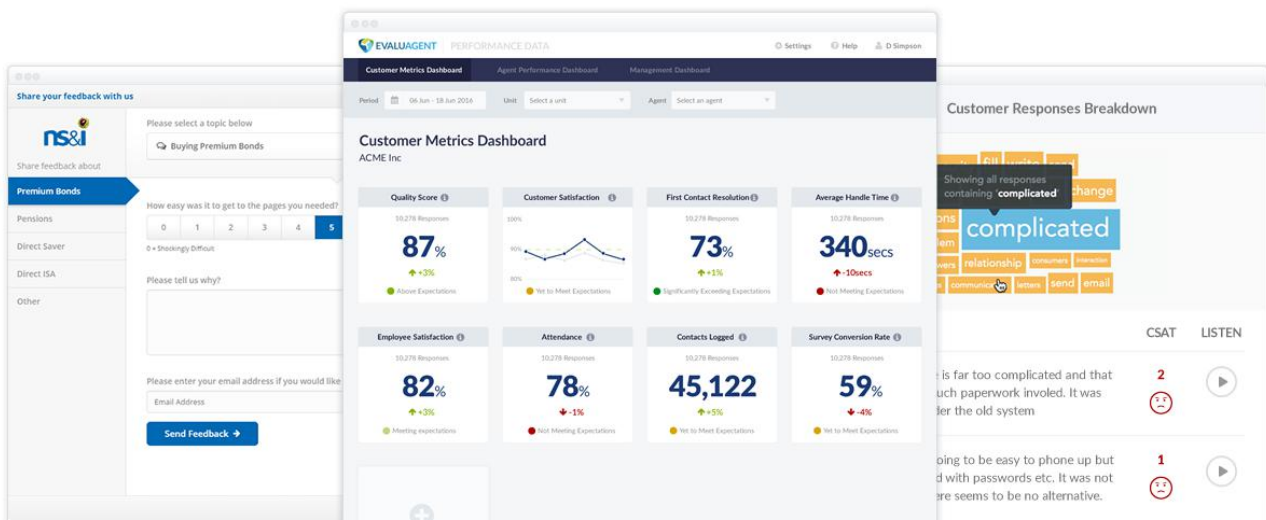 Share your feedback with us
ns&i
Share feedback about
Premium Bonds
Pensions
Direct Saver
Direct ISA
Other
Please select a topic below
Buying Premium Bonds
How easy was it to get to the pages you needed?
0 1 2 3 4 5
0 = Shockingly Difficult
Please tell us why?
Please enter your email address if you would like
Email Address
Send Feedback
EVALUAGENT PERFORMANCE DATA
Settings Help D Simpson
Customer Metrics Dashboard Agent Performance Dashboard Management Dashboard
Period 06 Jun - 18 Jun 2016 Unit Select a unit Agent Select an agent
Customer Metrics Dashboard
ACME Inc
Quality Score
10,278 Responses
87%
+3%
Above Expectations
Customer Satisfaction
100%
90%
80%
Yet to Meet Expectations
First Contact Resolution
10,278 Responses
73%
+1%
Significantly Exceeding Expectations
Average Handle Time
10,278 Responses
340secs
-10secs
Not Meeting Expectations
Employee Satisfaction
10,278 Responses
82%
+3%
Meeting expectations
Attendance
10,278 Responses
78%
-1%
Not Meeting Expectations
Contacts Logged
10,278 Responses
45,122
+5%
Yet to Meet Expectations
Survey Conversion Rate
10,278 Responses
59%
-4%
Yet to Meet Expectations
Customer Responses Breakdown
fill write
Showing all responses
containing 'complicated'
change
complicated
relationship consumers interaction
letters send email
CSAT LISTEN
is far too complicated and that
uch paperwork involed. It was
der the old system
2
oing to be easy to phone up but
d with passwords etc. It was not
ere seems to be no alternative.
1